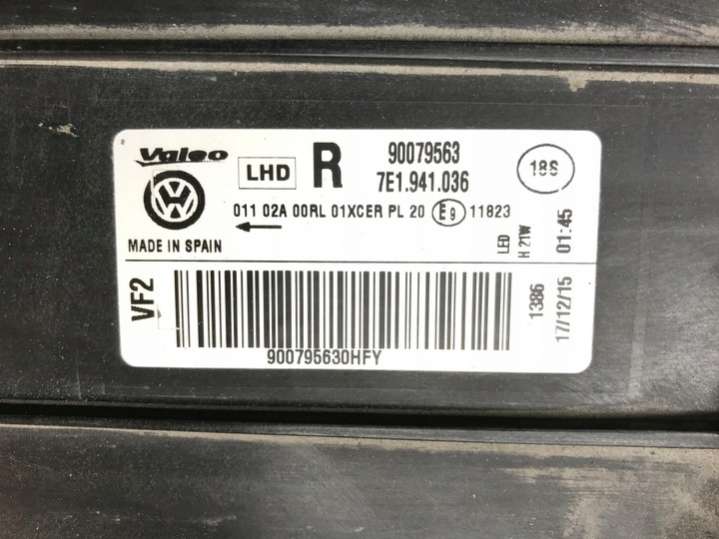 Valeo LHD R 90079563 18S
7E1.941.036
VW
011 02A 00RL 01XCER PL 20 E9 11823
←
MADE IN SPAIN
LED
H 21W
01:45
VF2
1386
17/12/15
900795630HFY